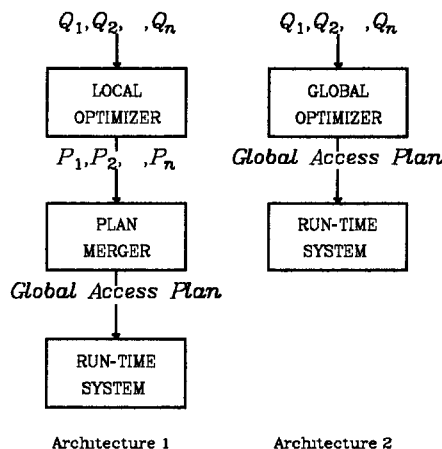 Q₁,Q₂, ,Qₙ
LOCAL
OPTIMIZER
P₁,P₂, ,Pₙ
PLAN
MERGER
Global Access Plan
RUN-TIME
SYSTEM
Architecture 1
Q₁,Q₂, ,Qₙ
GLOBAL
OPTIMIZER
Global Access Plan
RUN-TIME
SYSTEM
Architecture 2